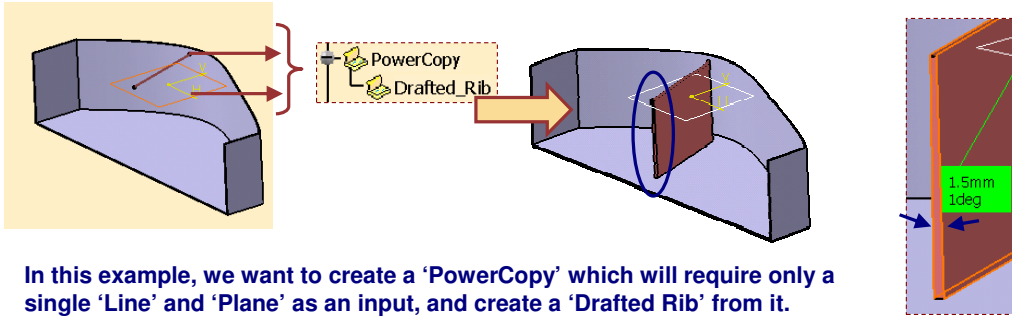 PowerCopy
Drafted_Rib
V
V
1.5mm
1deg
In this example, we want to create a ‘PowerCopy’ which will require only a
single ‘Line’ and ‘Plane’ as an input, and create a ‘Drafted Rib’ from it.